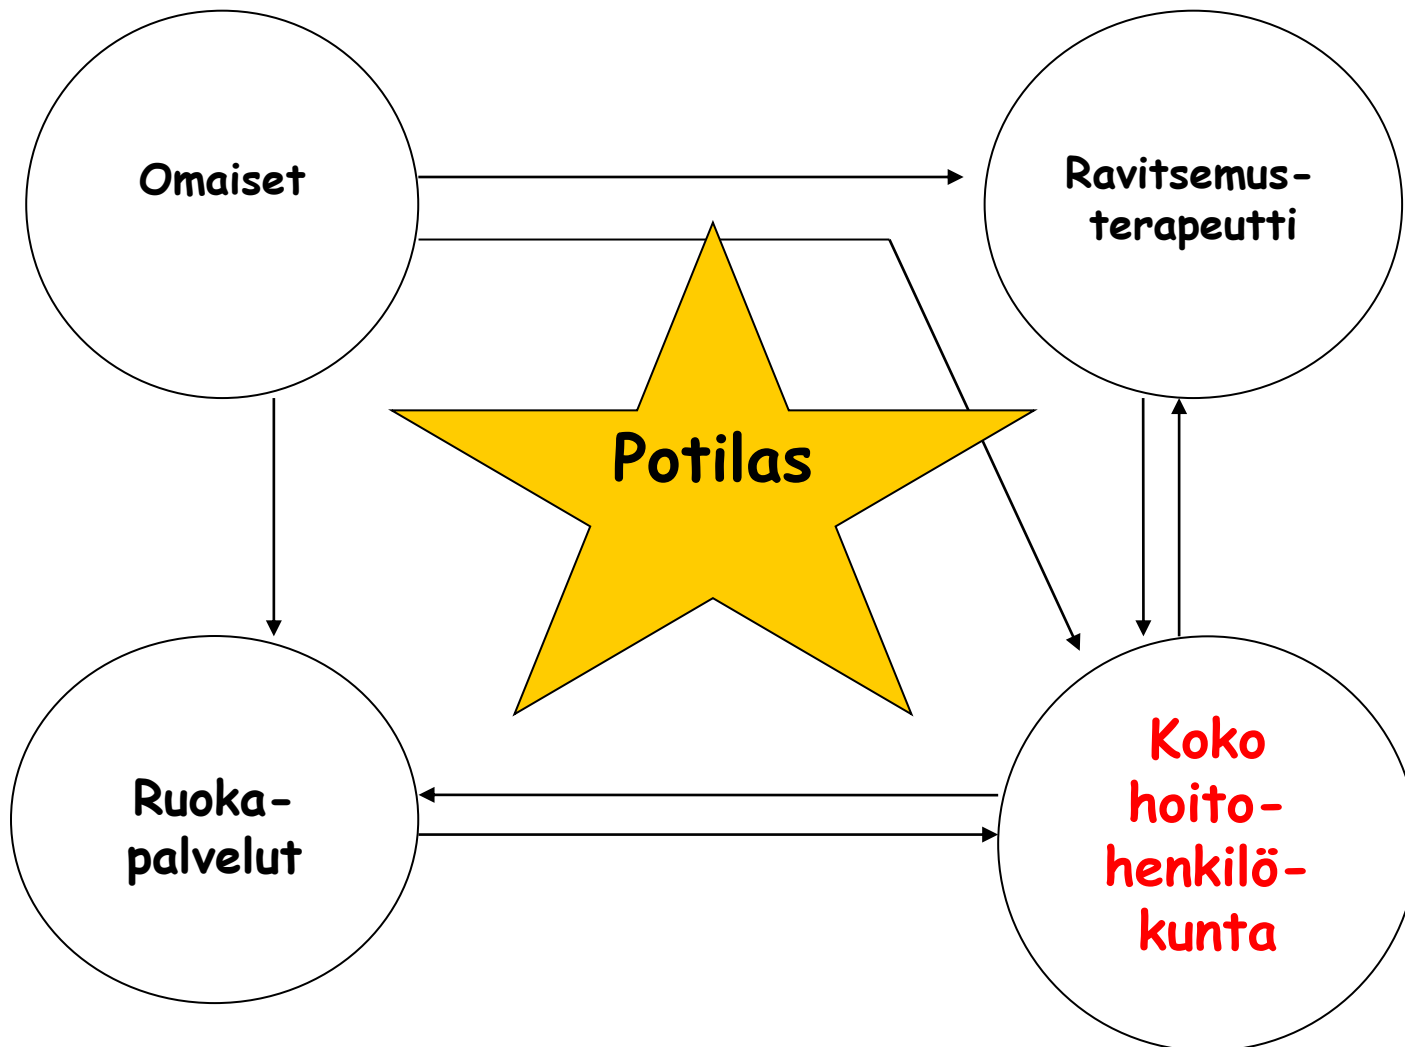 Omaiset
Ravitsemus-
terapeutti
Potilas
Ruoka-
palvelut
Koko
hoito-
henkilö-
kunta